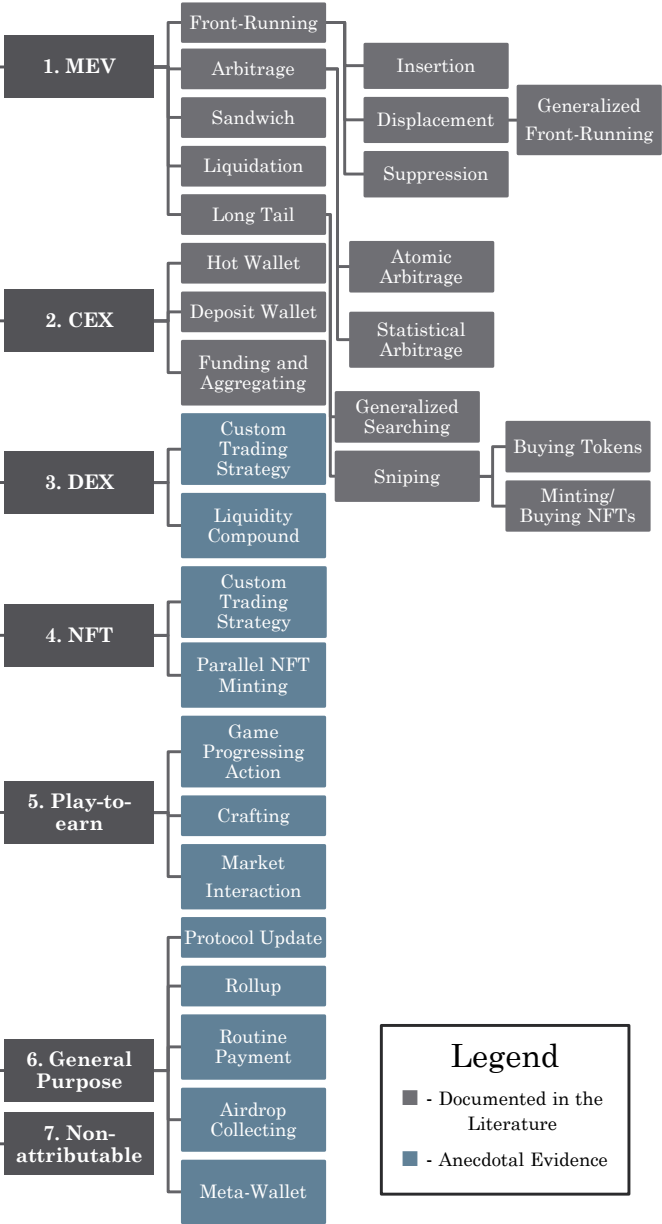 1. MEV
Front-Running
Arbitrage
Sandwich
Liquidation
Long Tail
Insertion
Displacement
Suppression
Generalized
Front-Running
Atomic
Arbitrage
Statistical
Arbitrage
Generalized
Searching
Sniping
Buying Tokens
Minting/
Buying NFTs
2. CEX
Hot Wallet
Deposit Wallet
Funding and
Aggregating
3. DEX
Custom
Trading
Strategy
Liquidity
Compound
4. NFT
Custom
Trading
Strategy
Parallel NFT
Minting
5. Play-to-
earn
Game
Progressing
Action
Crafting
Market
Interaction
6. General
Purpose
Protocol Update
Rollup
Routine
Payment
Airdrop
Collecting
Meta-Wallet
7. Non-
attributable
Legend
- Documented in the
Literature
- Anecdotal Evidence